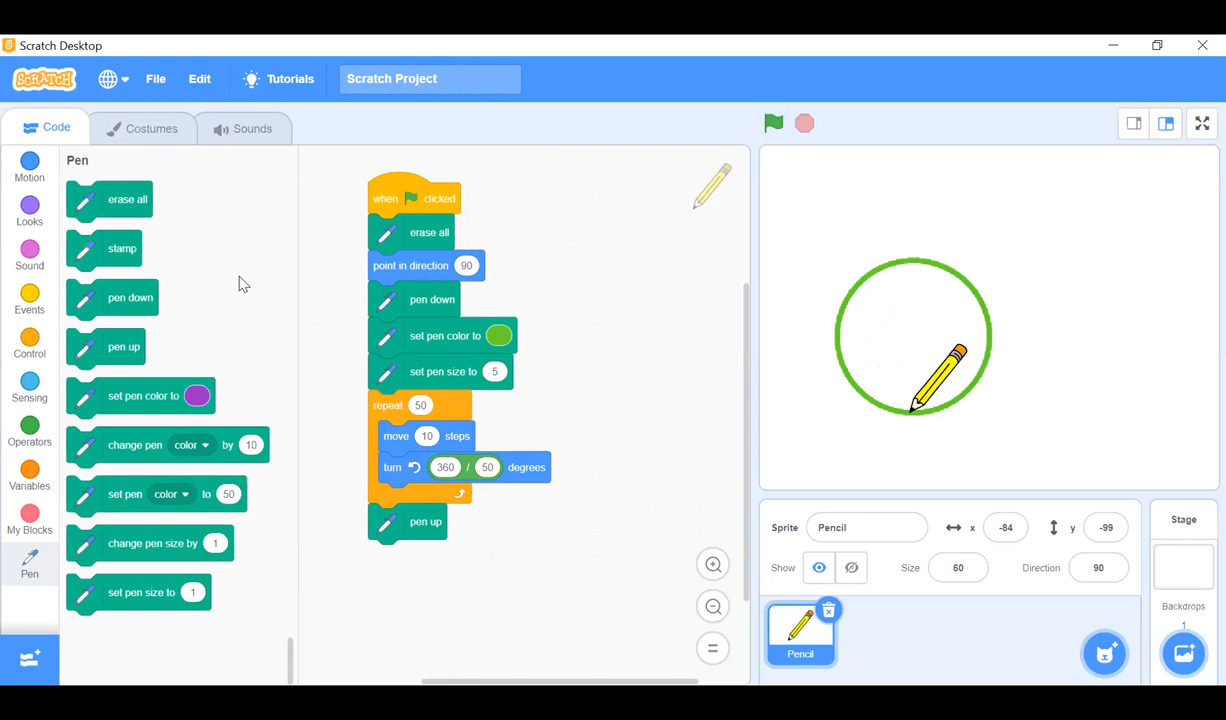 Scratch Desktop
SCRATCH
File
Edit
Tutorials
Scratch Project
Code
Costumes
Sounds
Motion
Looks
Sound
Events
Control
Sensing
Operators
Variables
My Blocks
Pen
Pen
erase all
stamp
pen down
pen up
set pen color to
change pen color by 10
set pen color to 50
change pen size by 1
set pen size to 1
when clicked
erase all
point in direction 90
pen down
set pen color to
set pen size to 5
repeat 50
move 10 steps
turn 360 / 50 degrees
pen up
Sprite Pencil x -84 y -99
Show Size 60 Direction 90
Pencil
Stage
Backdrops
1